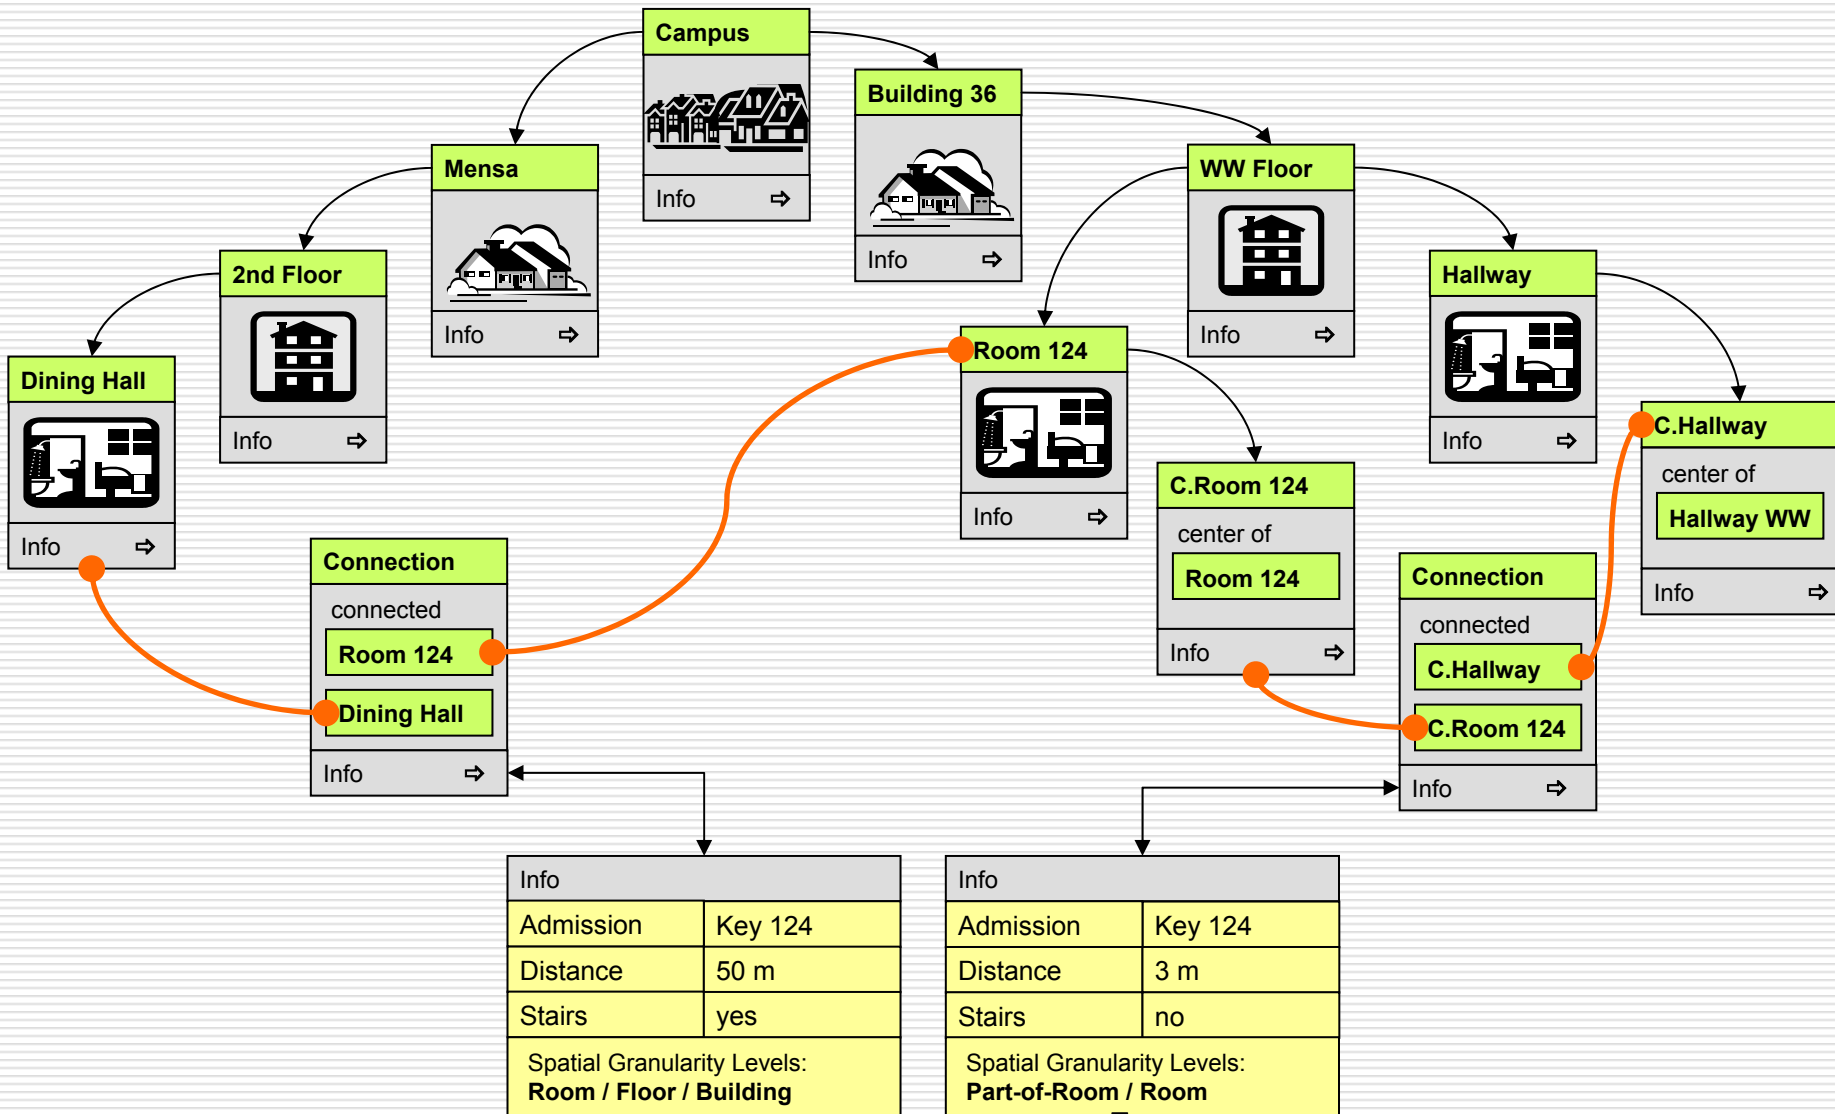 Campus
Info
Building 36
Info
Mensa
Info
WW Floor
Info
2nd Floor
Info
Hallway
Info
Dining Hall
Info
Room 124
Info
C.Hallway
center of
Hallway WW
Info
C.Room 124
center of
Room 124
Info
Connection
connected
Room 124
Dining Hall
Info
Connection
connected
C.Hallway
C.Room 124
Info
Info
Admission Key 124
Distance 50 m
Stairs yes
Spatial Granularity Levels:
Room / Floor / Building
Info
Admission Key 124
Distance 3 m
Stairs no
Spatial Granularity Levels:
Part-of-Room / Room